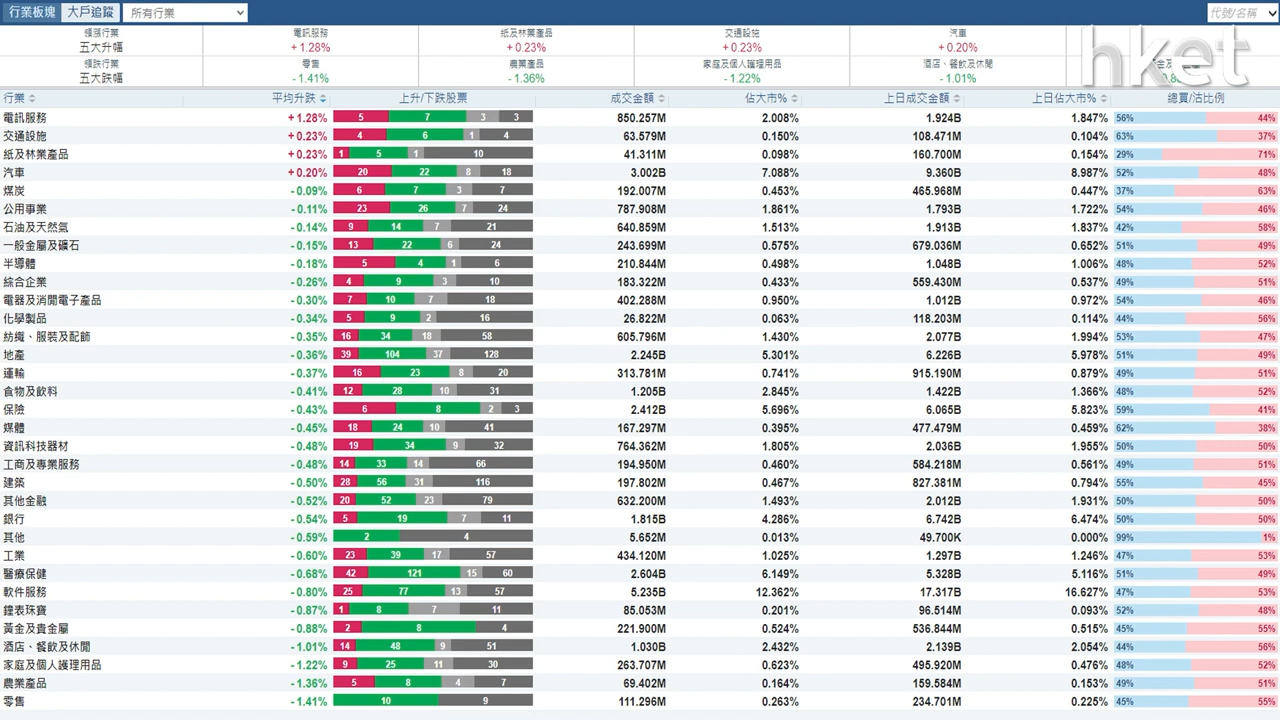 行業板塊 大戶追蹤 所有行業 代號/名稱
領漲行業 電訊服務 紙及林業產品 交通設施 汽車
五大升幅 +1.28% +0.23% +0.23% +0.20%
領跌行業 零售 農業產品 家庭及個人護理用品 酒店、餐飲及休閒
五大跌幅 -1.41% -1.36% -1.22% -1.01%
hket
行業 平均升跌 上升/下跌股票 成交金額 佔大市% 上日成交金額 上日佔大市% 總買/沽比例
電訊服務 +1.28% 5 7 3 3 850.257M 2.008% 1.924B 1.847% 56% 44%
交通設施 +0.23% 4 6 1 4 63.579M 0.150% 108.471M 0.104% 63% 37%
紙及林業產品 +0.23% 1 5 1 10 41.311M 0.098% 160.700M 0.154% 29% 71%
汽車 +0.20% 20 22 8 18 3.002B 7.088% 9.360B 8.987% 52% 48%
煤炭 -0.09% 6 7 3 7 192.007M 0.453% 465.968M 0.447% 37% 63%
公用事業 -0.11% 23 26 7 24 787.908M 1.861% 1.793B 1.722% 54% 46%
石油及天然氣 -0.14% 9 14 7 21 640.859M 1.513% 1.913B 1.837% 42% 58%
一般金屬及礦石 -0.15% 13 22 6 24 243.699M 0.575% 679.036M 0.652% 51% 49%
半導體 -0.18% 5 4 1 6 210.844M 0.498% 1.048B 1.006% 48% 52%
綜合企業 -0.26% 4 9 3 10 183.322M 0.433% 559.430M 0.537% 49% 51%
電器及消閒電子產品 -0.30% 7 10 7 18 402.288M 0.950% 1.012B 0.972% 54% 46%
化學製品 -0.34% 5 9 2 16 26.822M 0.063% 118.203M 0.114% 44% 56%
紡織、服裝及配飾 -0.35% 16 34 18 58 605.796M 1.430% 2.077B 1.994% 53% 47%
地產 -0.36% 39 104 37 128 2.245B 5.301% 6.226B 5.978% 51% 49%
運輸 -0.37% 16 23 8 20 313.781M 0.741% 915.190M 0.879% 49% 51%
食物及飲料 -0.41% 12 28 10 31 1.205B 2.845% 1.422B 1.366% 48% 52%
保險 -0.43% 6 8 2 3 2.412B 5.696% 6.065B 5.823% 59% 41%
媒體 -0.45% 18 24 10 41 167.297M 0.395% 477.479M 0.459% 62% 38%
資訊科技器材 -0.48% 19 34 9 32 764.362M 1.805% 2.036B 1.955% 50% 50%
工商及專業服務 -0.48% 14 33 14 66 194.950M 0.460% 584.218M 0.561% 49% 51%
建築 -0.50% 28 56 31 116 197.802M 0.467% 827.381M 0.794% 55% 45%
其他金融 -0.52% 20 52 23 79 632.200M 1.493% 2.012B 1.931% 50% 50%
銀行 -0.54% 5 19 7 11 1.815B 4.286% 6.742B 6.474% 50% 50%
其他 -0.59% 2 4 5.652M 0.013% 49.700K 0.000% 99% 1%
工業 -0.60% 23 39 17 57 434.120M 1.025% 1.297B 1.246% 47% 53%
醫療保健 -0.68% 42 121 15 60 2.604B 6.149% 5.328B 5.116% 51% 49%
軟件服務 -0.80% 25 77 13 57 5.235B 12.362% 17.317B 16.627% 47% 53%
鐘表珠寶 -0.87% 1 8 7 11 85.053M 0.201% 96.514M 0.093% 52% 48%
黃金及貴金屬 -0.88% 2 8 4 221.900M 0.524% 536.844M 0.515% 45% 55%
酒店、餐飲及休閒 -1.01% 14 48 9 51 1.030B 2.432% 2.139B 2.054% 44% 56%
家庭及個人護理用品 -1.22% 9 25 11 30 263.707M 0.623% 495.920M 0.476% 48% 52%
農業產品 -1.36% 5 8 4 7 69.402M 0.164% 159.584M 0.153% 49% 51%
零售 -1.41% 10 9 111.296M 0.263% 234.701M 0.225% 45% 55%